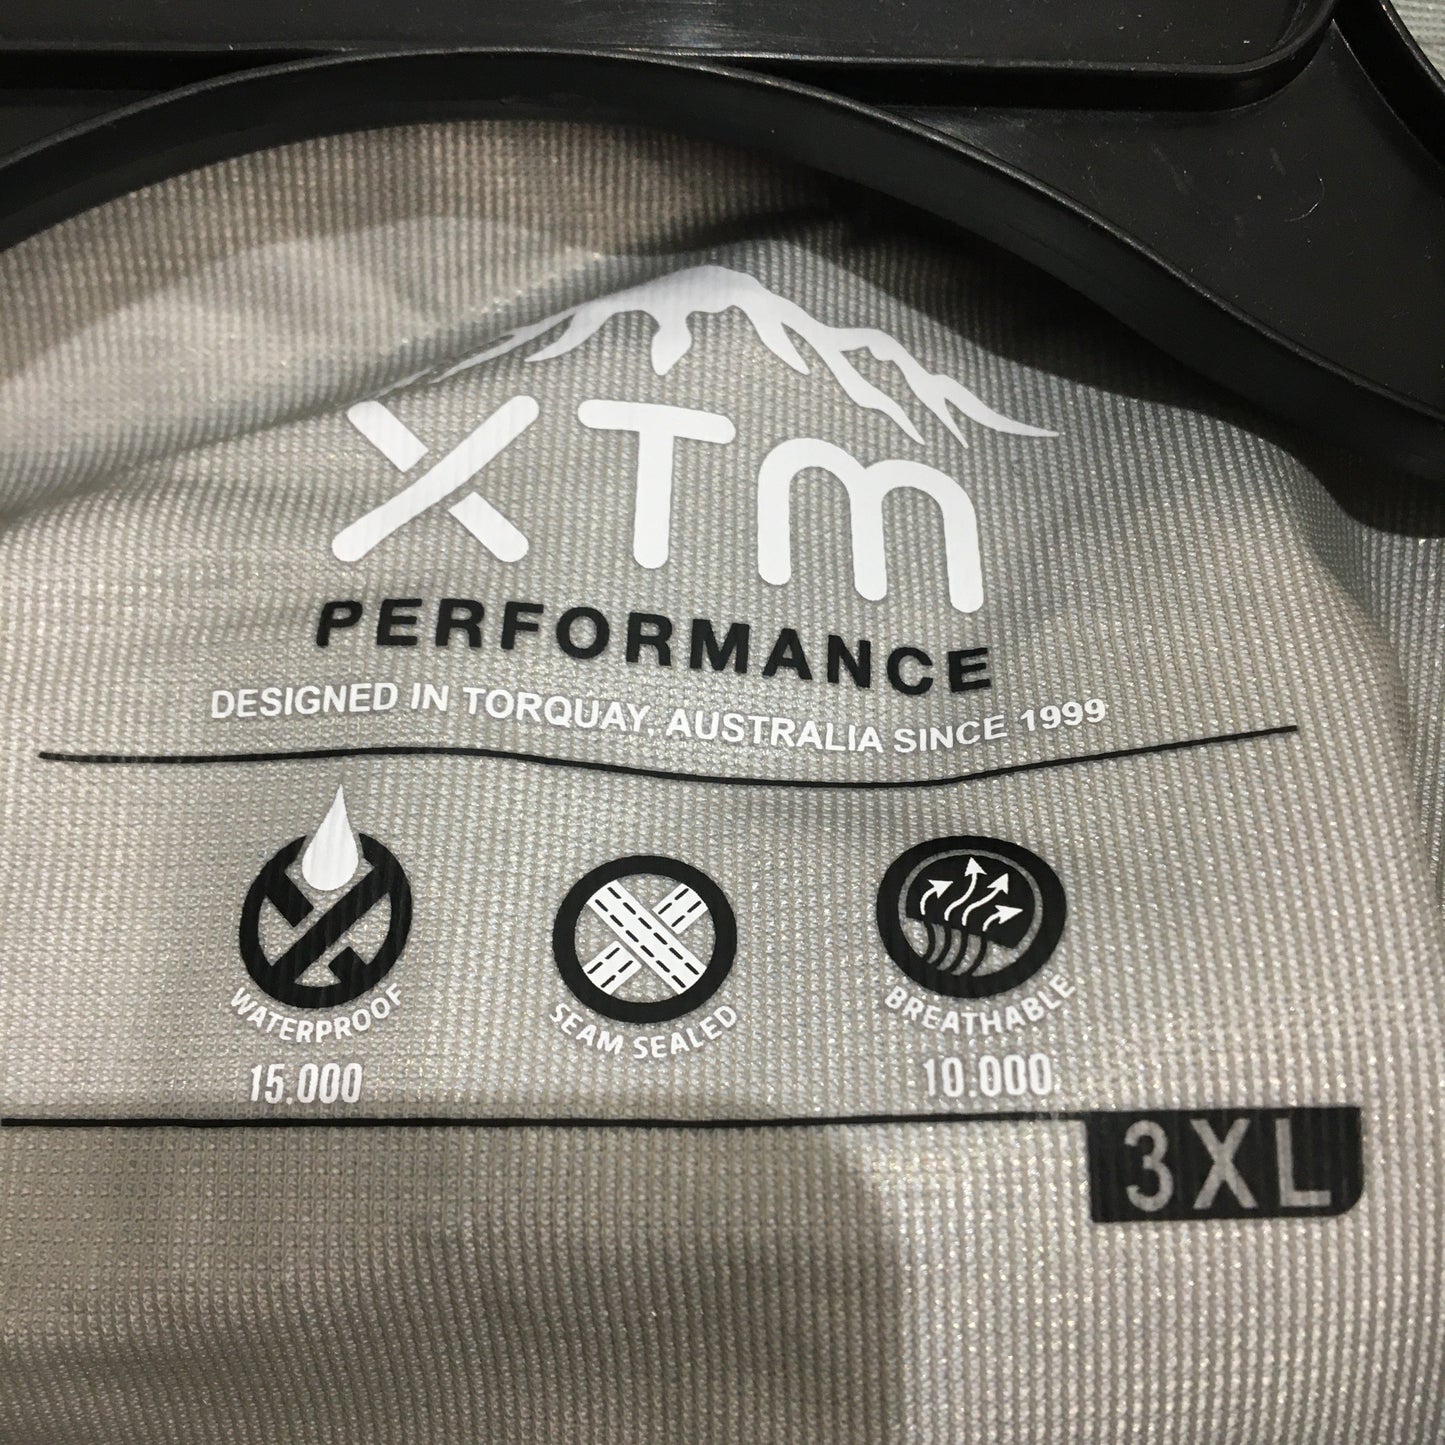 XTm
PERFORMANCE
DESIGNED IN TORQUAY, AUSTRALIA SINCE 1999
WATERPROOF
15.000
SEAM SEALED
BREATHABLE
10.000
3XL